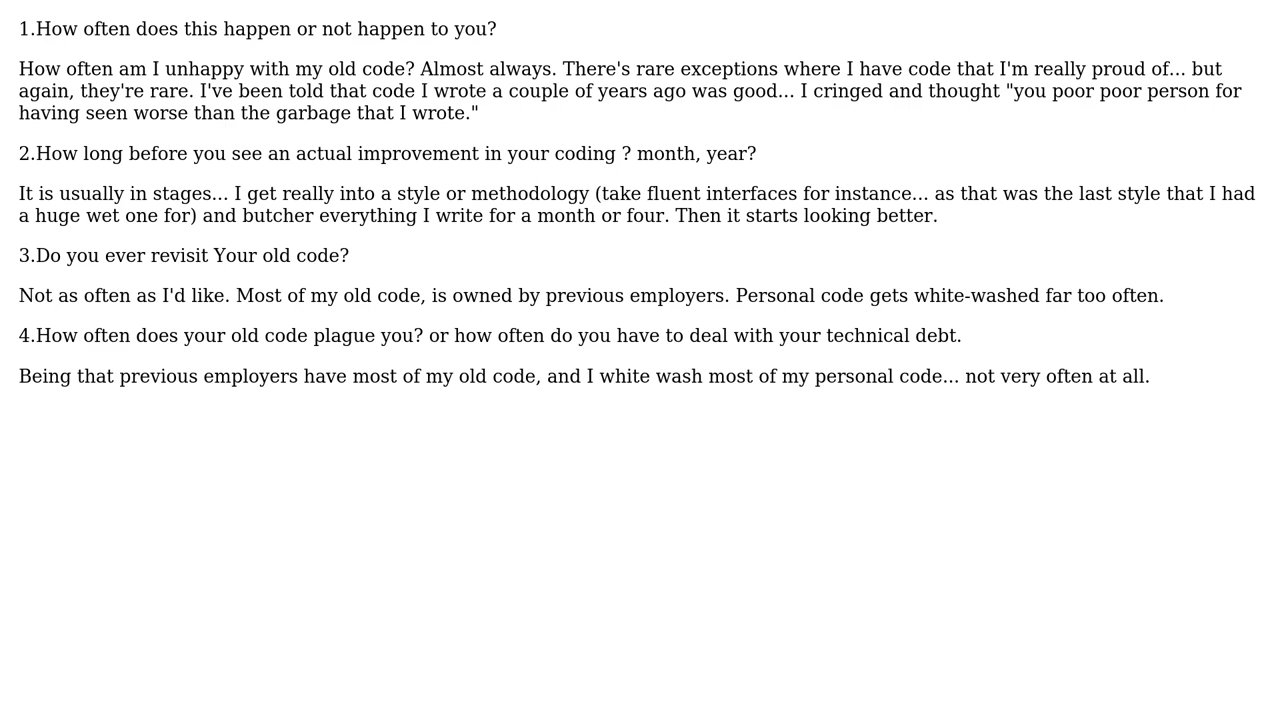 1.How often does this happen or not happen to you?
How often am I unhappy with my old code? Almost always. There's rare exceptions where I have code that I'm really proud of... but
again, they're rare. I've been told that code I wrote a couple of years ago was good... I cringed and thought "you poor poor person for
having seen worse than the garbage that I wrote."
2.How long before you see an actual improvement in your coding ? month, year?
It is usually in stages... I get really into a style or methodology (take fluent interfaces for instance... as that was the last style that I had
a huge wet one for) and butcher everything I write for a month or four. Then it starts looking better.
3.Do you ever revisit Your old code?
Not as often as I'd like. Most of my old code, is owned by previous employers. Personal code gets white-washed far too often.
4.How often does your old code plague you? or how often do you have to deal with your technical debt.
Being that previous employers have most of my old code, and I white wash most of my personal code... not very often at all.